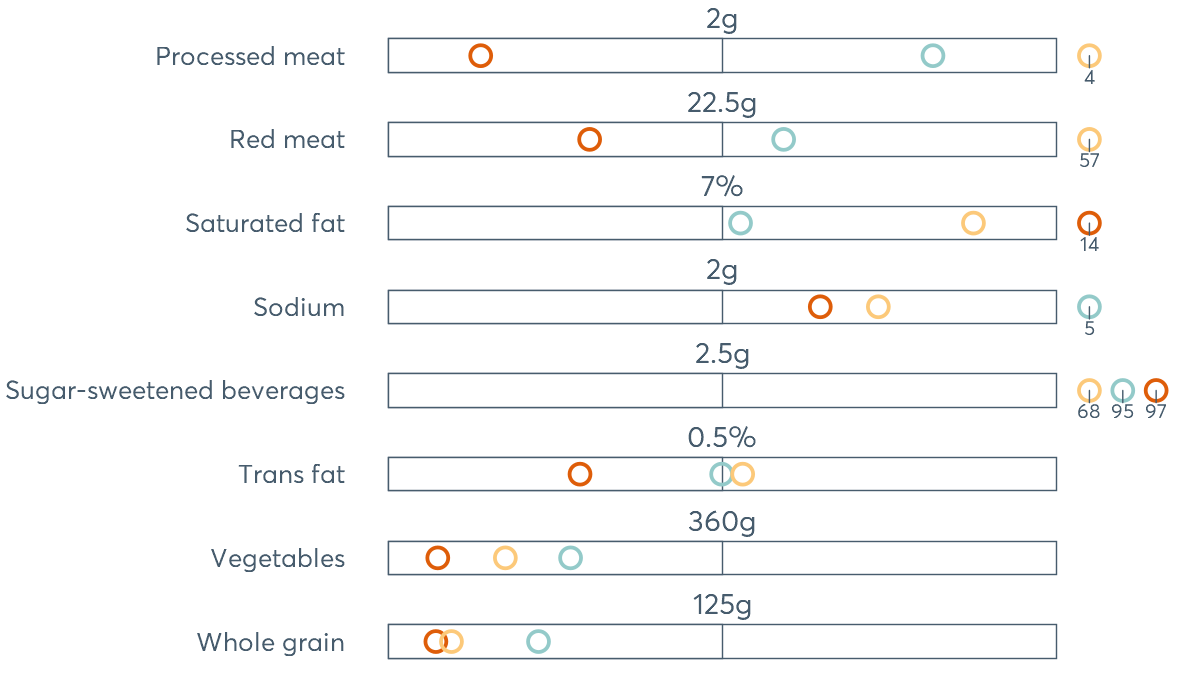 2g
Processed meat
4
22.5g
Red meat
57
7%
Saturated fat
14
2g
Sodium
5
2.5g
Sugar-sweetened beverages
68 95 97
0.5%
Trans fat
360g
Vegetables
125g
Whole grain